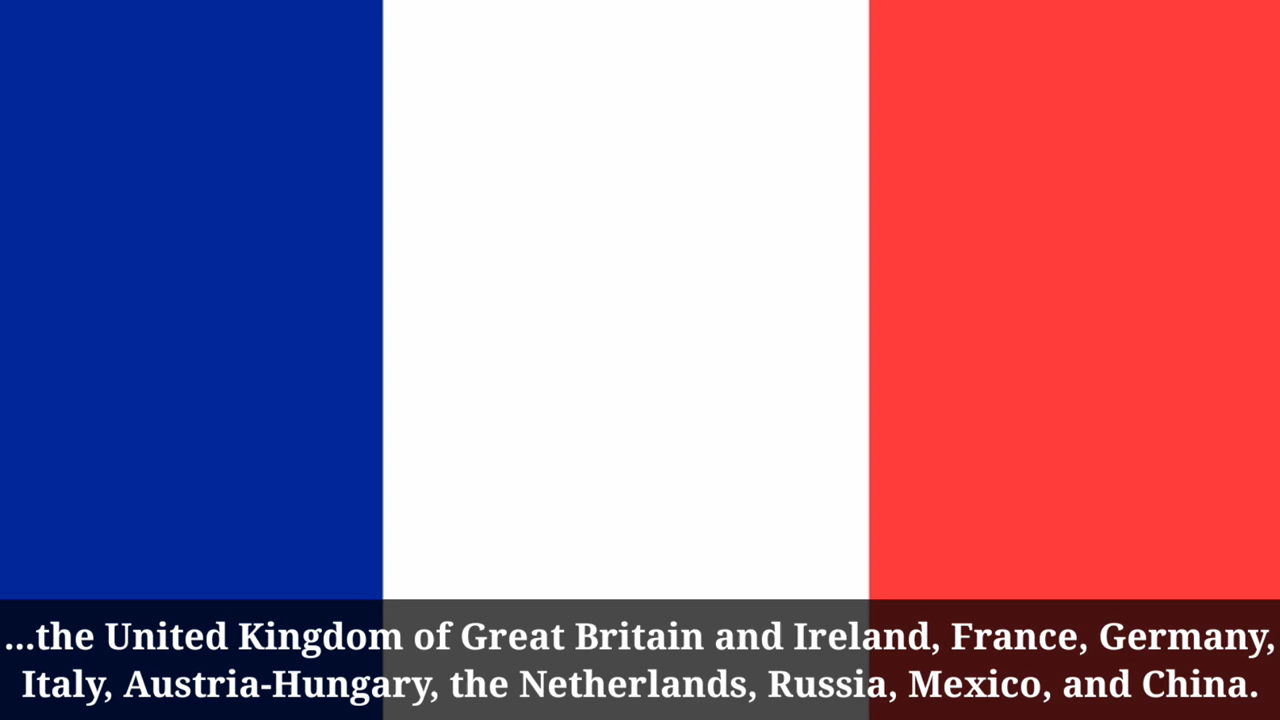 ...the United Kingdom of Great Britain and Ireland, France, Germany,
Italy, Austria-Hungary, the Netherlands, Russia, Mexico, and China.